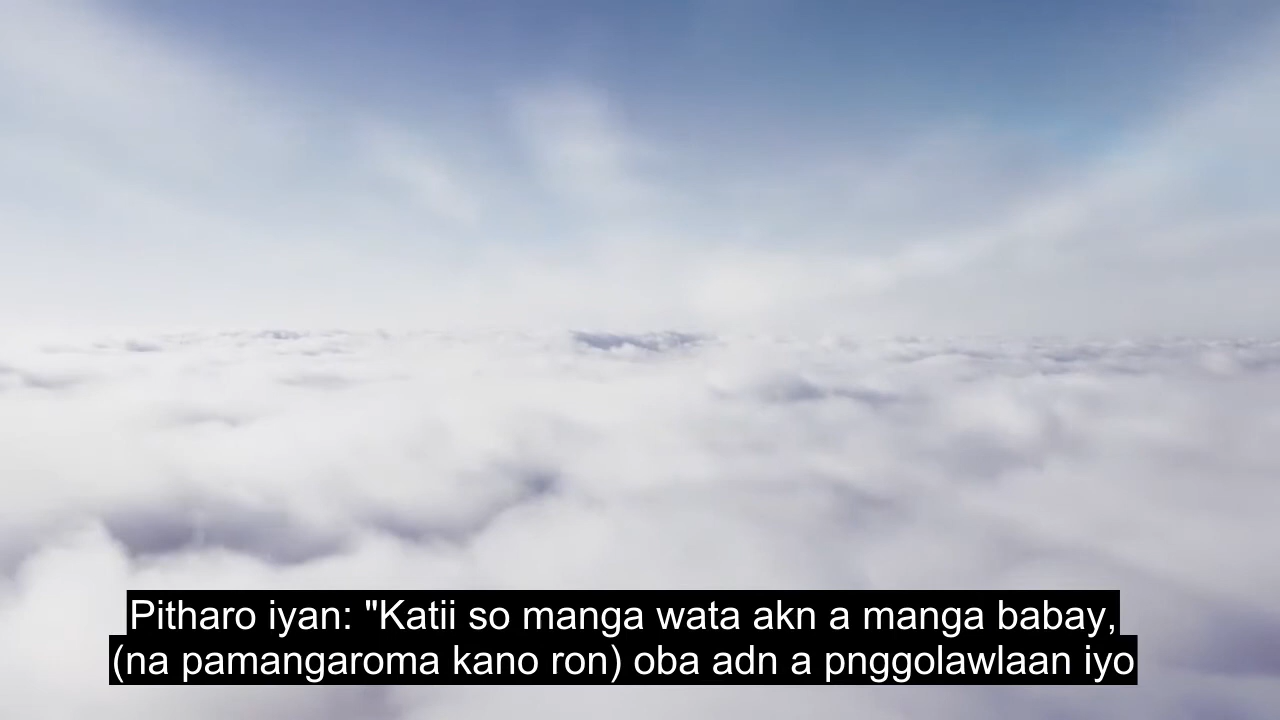 Pitharo iyan: "Katii so manga wata akn a manga babay,
(na pamangaroma kano ron) oba adn a pnggolawlaan iyo